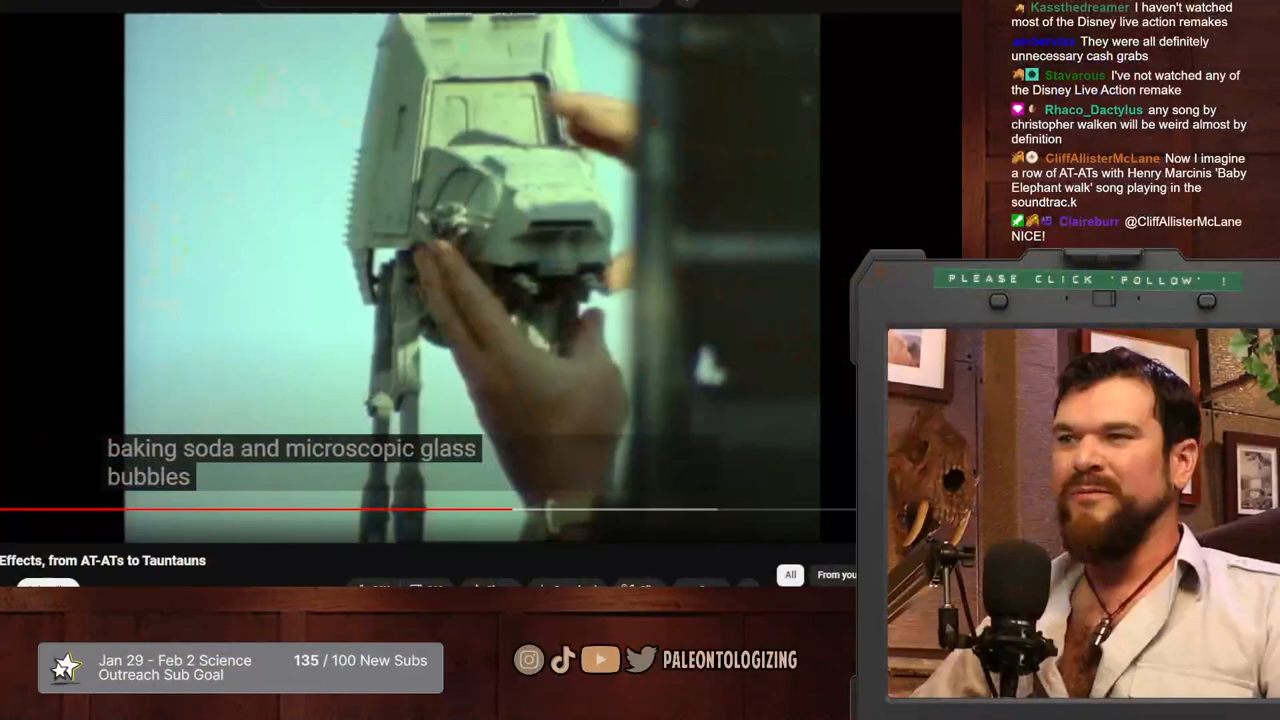 Kassthedreamer I haven't watched
most of the Disney live action remakes
They were all definitely
unnecessary cash grabs
Stavarous I've not watched any of
the Disney Live Action remake
Rhaco_Dactylus any song by
christopher walken will be weird almost by
definition
CliffAllisterMcLane Now I imagine
a row of AT-ATs with Henry Marcinis 'Baby
Elephant walk' song playing in the
soundtrac.k
Claireburr @CliffAllisterMcLane
NICE!
PLEASE CLICK 'FOLLOW' !
baking soda and microscopic glass
bubbles
Effects, from AT-ATs to Tauntauns
All From you
Jan 29 - Feb 2 Science 135 / 100 New Subs
Outreach Sub Goal
PALEONTOLOGIZING